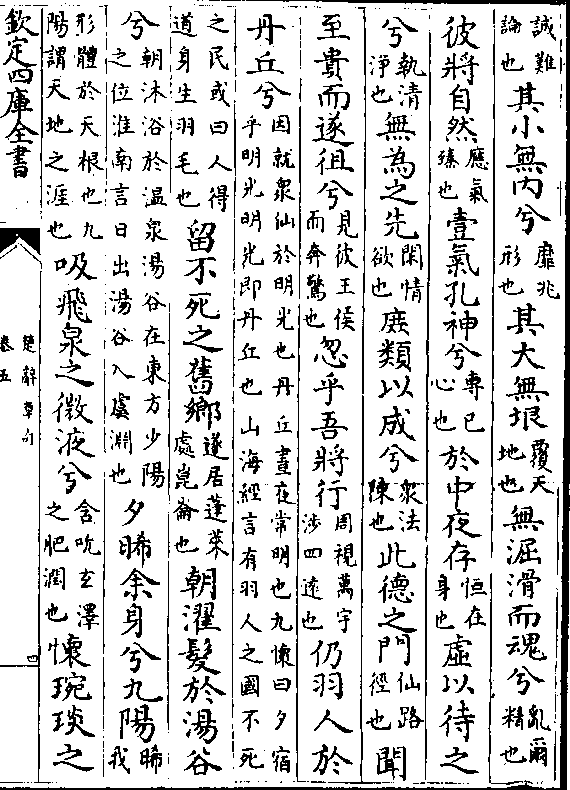 誠難論也其小無內兮靡兆形也其大無垠覆天地也無淈滑而魂兮亂爾精也
彼將自然應氣臻也壹氣孔神兮專已心也於中夜存恒在身也虛以待之
兮執清淨也無為之先閑情欲也庶類以成兮衆法陳也此德之門仙路徑也聞
至貴而遂徂兮見彼王侯而奔驚也忽乎吾將行周視萬宇涉四遠也仍羽人於
丹丘兮因就衆仙於明光也丹丘晝夜常明也九懷曰夕宿乎明光明光即丹丘也山海經言有羽人之國不死
之民或曰人得道身生羽毛也留不死之舊鄉遂居蓬萊處崑崙也朝濯髮於湯谷
兮朝沐浴於温泉湯谷在東方少陽之位淮南言日出湯谷入虞淵也夕晞余身兮九陽晞我
形體於天根也九陽謂天地之涯也吸飛泉之微液兮含吮玄澤之肥潤也懷琬琰之
欽定四庫全書
楚辭章句
卷五
四